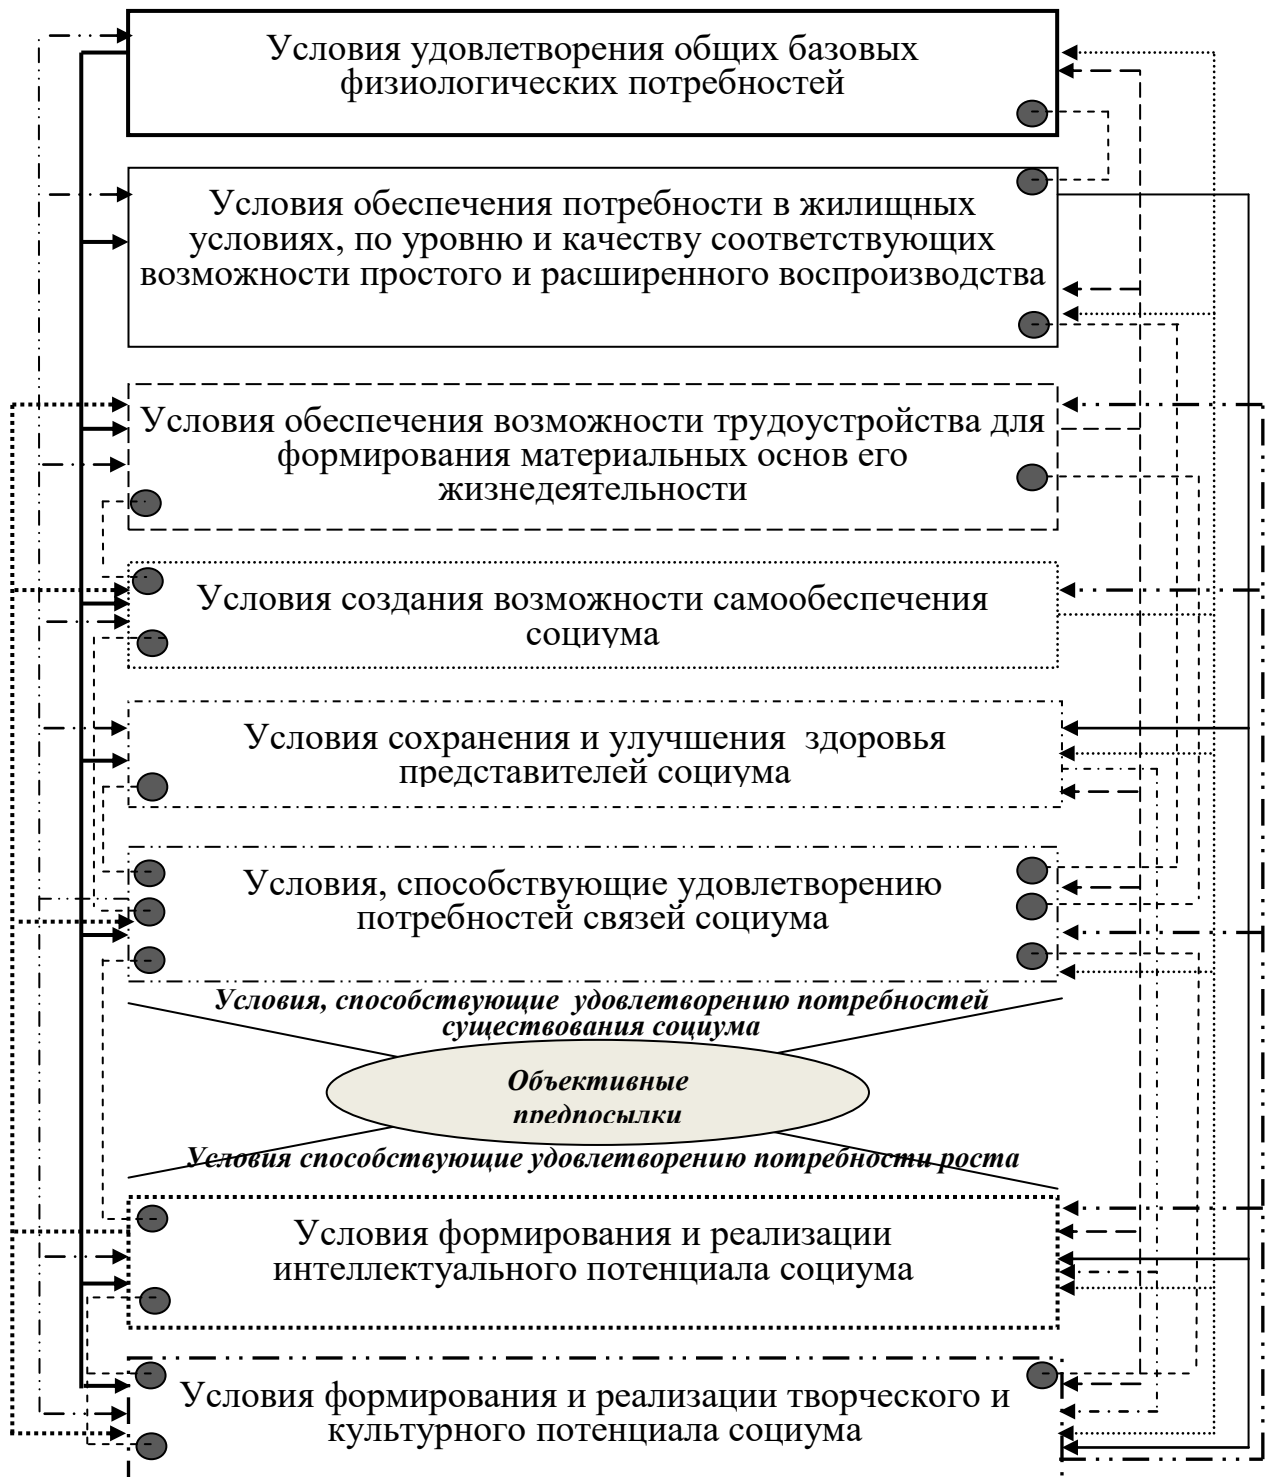 Условия удовлетворения общих базовых
физиологических потребностей
Условия обеспечения потребности в жилищных
условиях, по уровню и качеству соответствующих
возможности простого и расширенного воспроизводства
Условия обеспечения возможности трудоустройства для
формирования материальных основ его
жизнедеятельности
Условия создания возможности самообеспечения
социума
Условия сохранения и улучшения здоровья
представителей социума
Условия, способствующие удовлетворению
потребностей связей социума
Условия, способствующие удовлетворению потребностей
существования социума
Объективные
предпосылки
Условия способствующие удовлетворению потребности роста
Условия формирования и реализации
интеллектуального потенциала социума
Условия формирования и реализации творческого и
культурного потенциала социума